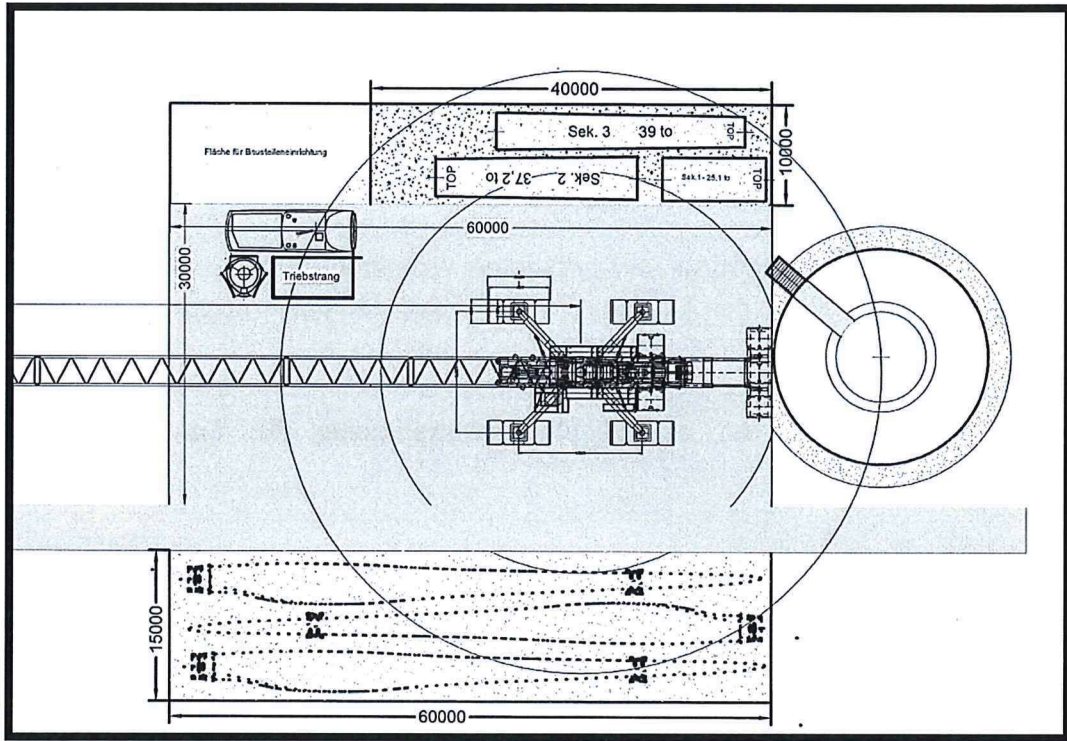 40000
10000
Sek. 3 39 to
TOP
Fläche für Baustelleneinrichtung
TOP
Sek. 2 37,2 to
Sek. 1 - 25,1 to
TOP
60000
30000
Triebstrang
15000
60000